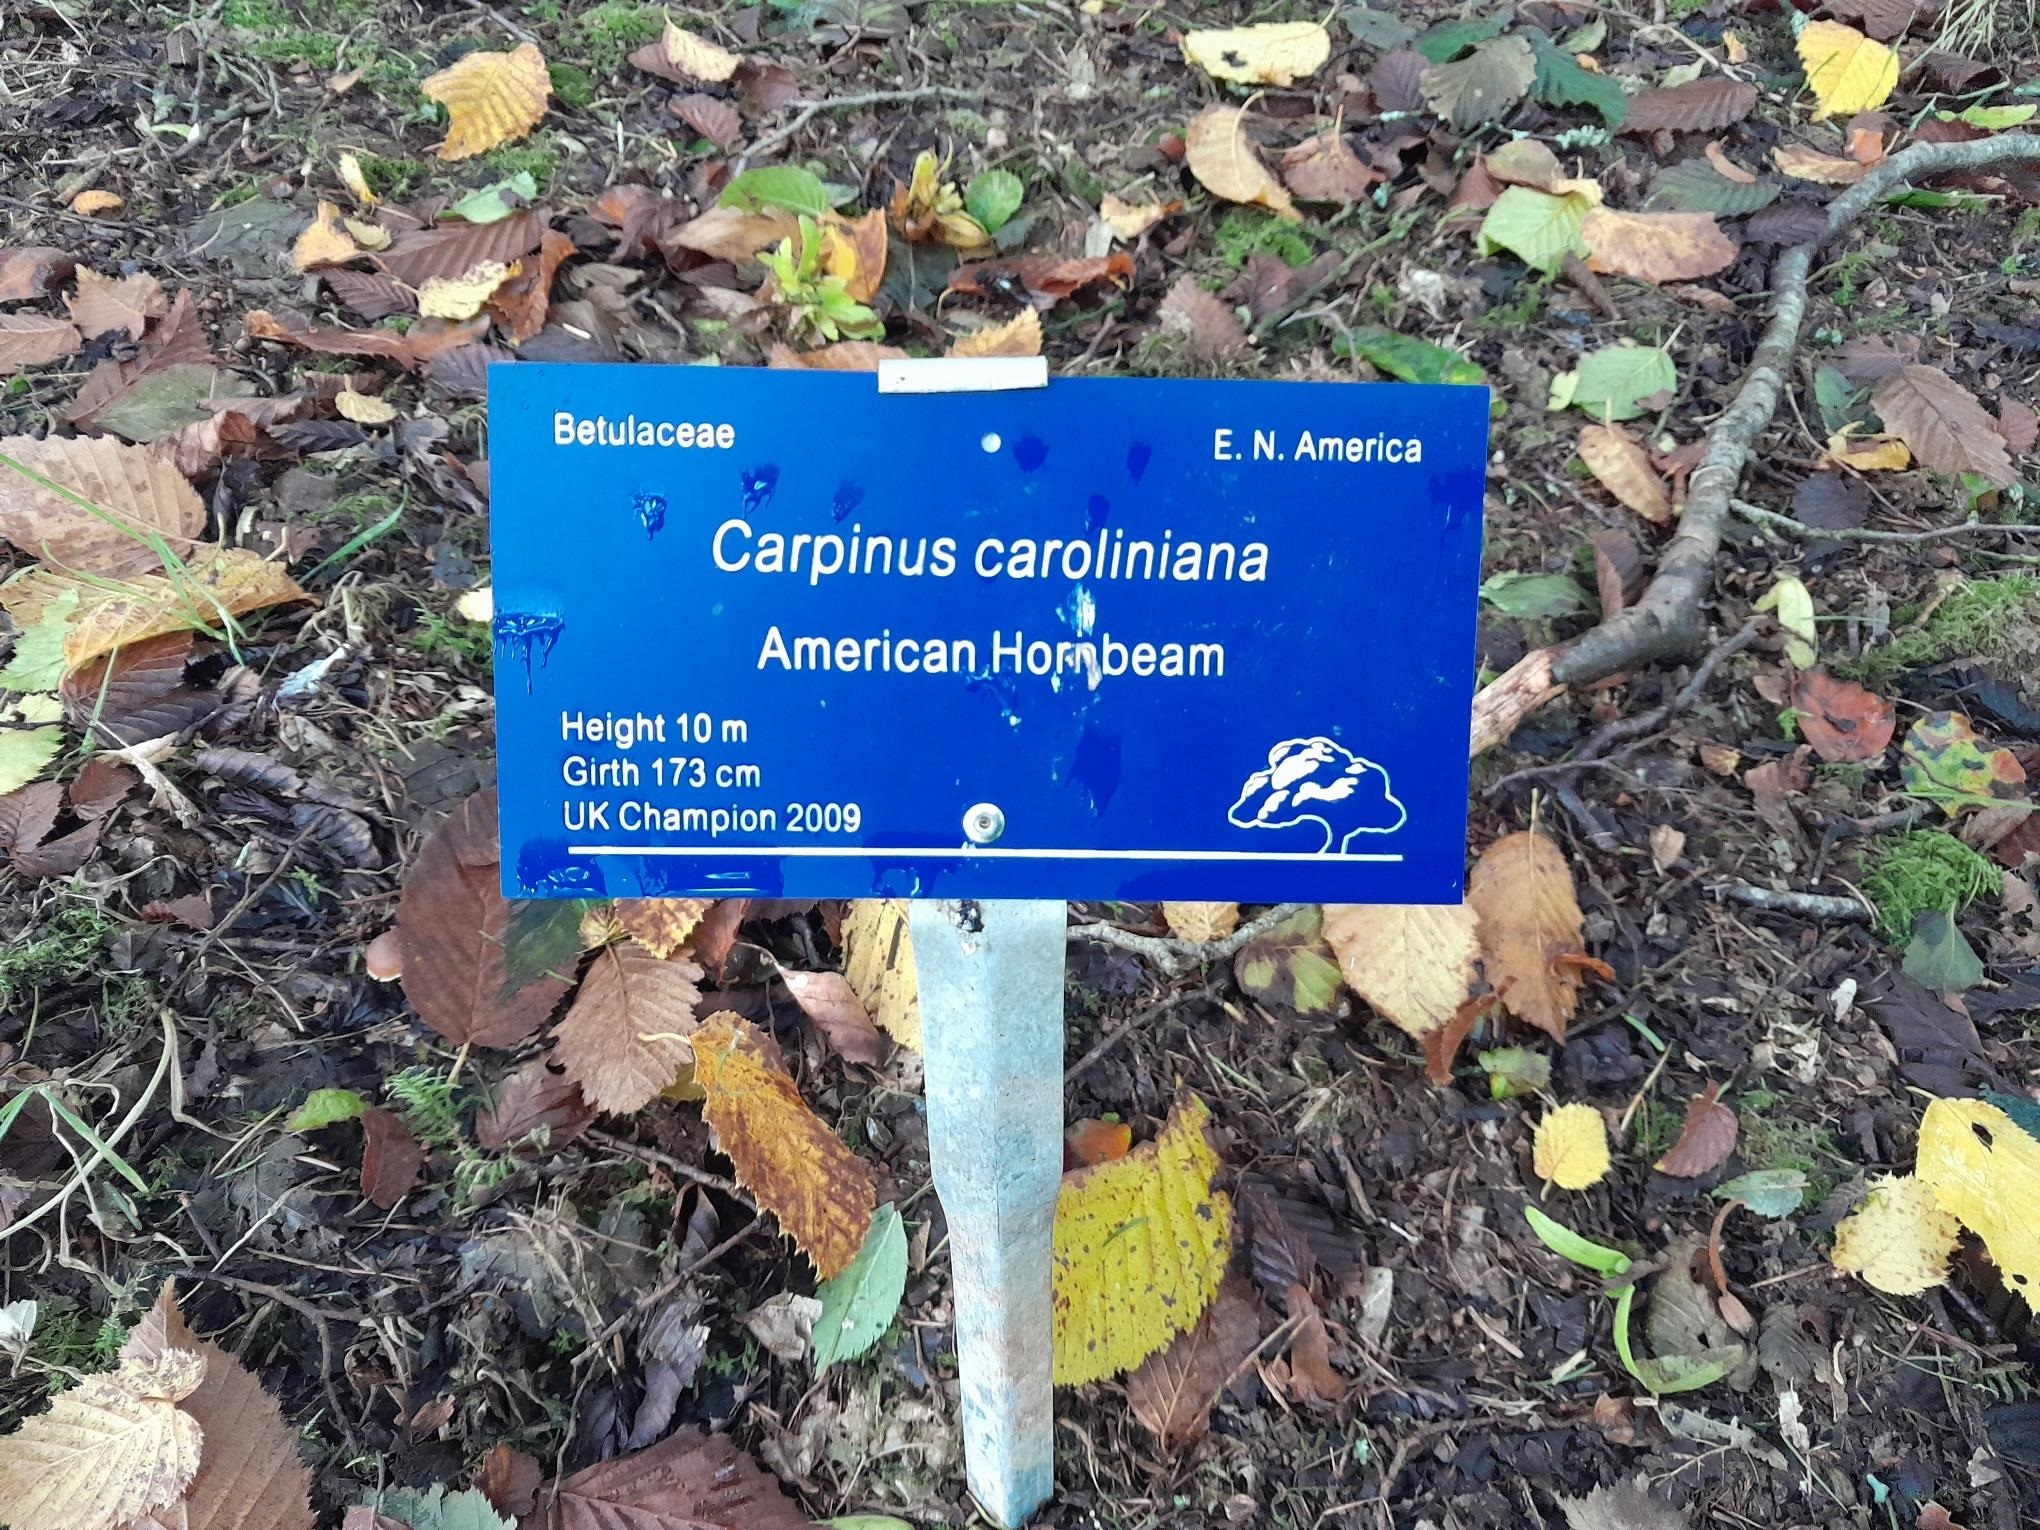 Betulaceae
E. N. America
Carpinus caroliniana
American Hornbeam
Height 10 m
Girth 173 cm
UK Champion 2009